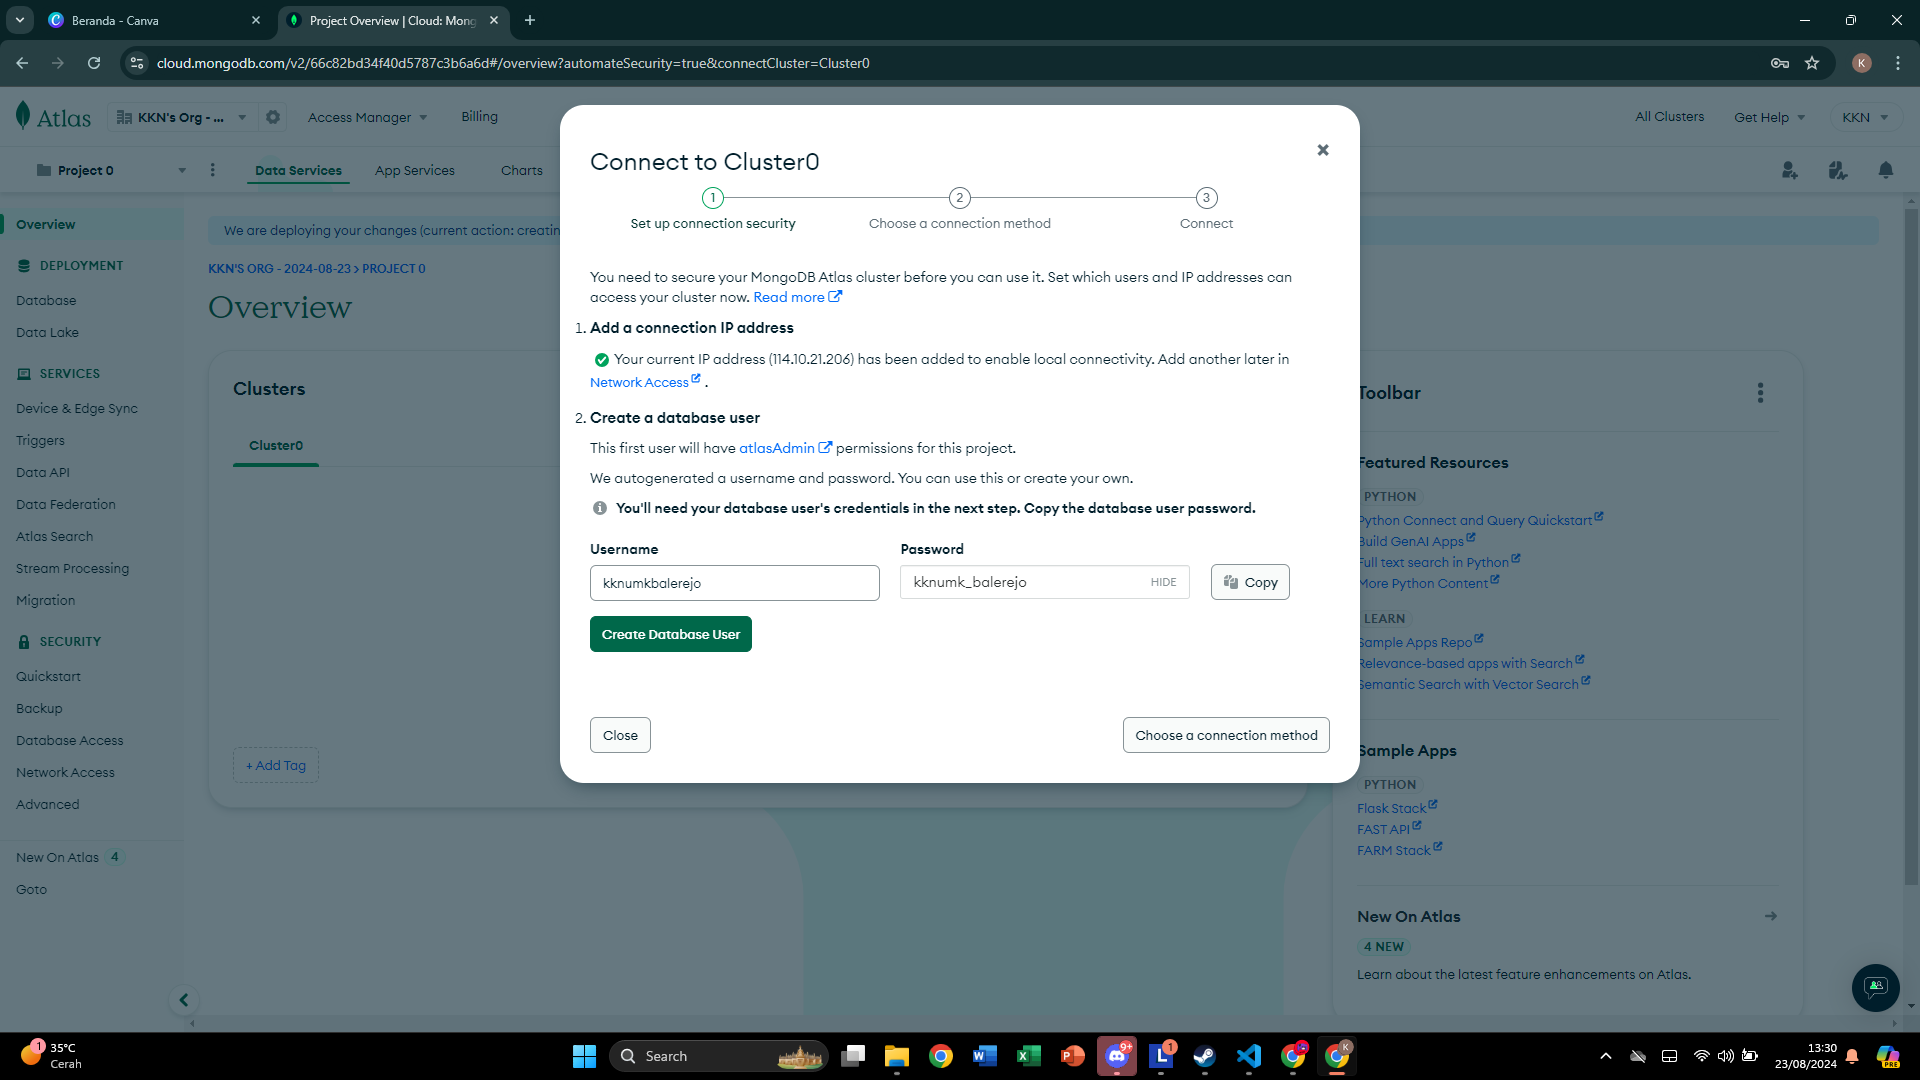 Beranda - Canva
Project Overview | Cloud: Mong
cloud.mongodb.com/v2/66c82bd34f40d5787c3b6a6d#/overview?automateSecurity=true&connectCluster=Cluster0
K
Atlas
KKN's Org - ...
Access Manager
Billing
All Clusters
Get Help
KKN
Project 0
Data Services
App Services
Charts
Overview
DEPLOYMENT
Database
Data Lake
SERVICES
Device & Edge Sync
Triggers
Data API
Data Federation
Atlas Search
Stream Processing
Migration
SECURITY
Quickstart
Backup
Database Access
Network Access
Advanced
New On Atlas 4
Goto
We are deploying your changes (current action: creatin
KKN'S ORG - 2024-08-23 > PROJECT 0
Overview
Clusters
Cluster0
+ Add Tag
Connect to Cluster0
1
2
3
Set up connection security
Choose a connection method
Connect
You need to secure your MongoDB Atlas cluster before you can use it. Set which users and IP addresses can
access your cluster now. Read more
1. Add a connection IP address
Your current IP address (114.10.21.206) has been added to enable local connectivity. Add another later in
Network Access .
2. Create a database user
This first user will have atlasAdmin permissions for this project.
We autogenerated a username and password. You can use this or create your own.
You'll need your database user's credentials in the next step. Copy the database user password.
Username
Password
kknumkbalerejo
kknumk_balerejo
HIDE
Copy
Create Database User
Close
Choose a connection method
Toolbar
Featured Resources
PYTHON
Python Connect and Query Quickstart
Build GenAI Apps
Full text search in Python
More Python Content
LEARN
Sample Apps Repo
Relevance-based apps with Search
Semantic Search with Vector Search
Sample Apps
PYTHON
Flask Stack
FAST API
FARM Stack
New On Atlas
4 NEW
Learn about the latest feature enhancements on Atlas.
1
35°C
Cerah
Search
9+
1
K
13:30
23/08/2024
PRE